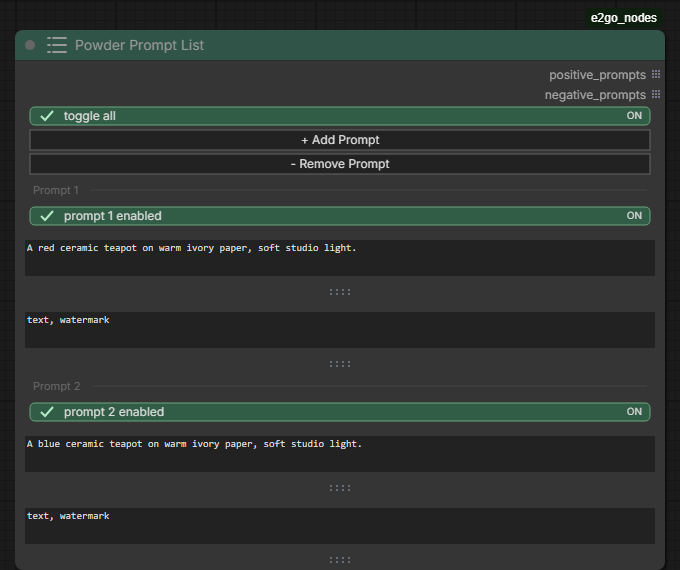 e2go_nodes
Powder Prompt List
positive_prompts
negative_prompts
toggle all ON
+ Add Prompt
- Remove Prompt
Prompt 1
prompt 1 enabled ON
A red ceramic teapot on warm ivory paper, soft studio light.
text, watermark
Prompt 2
prompt 2 enabled ON
A blue ceramic teapot on warm ivory paper, soft studio light.
text, watermark